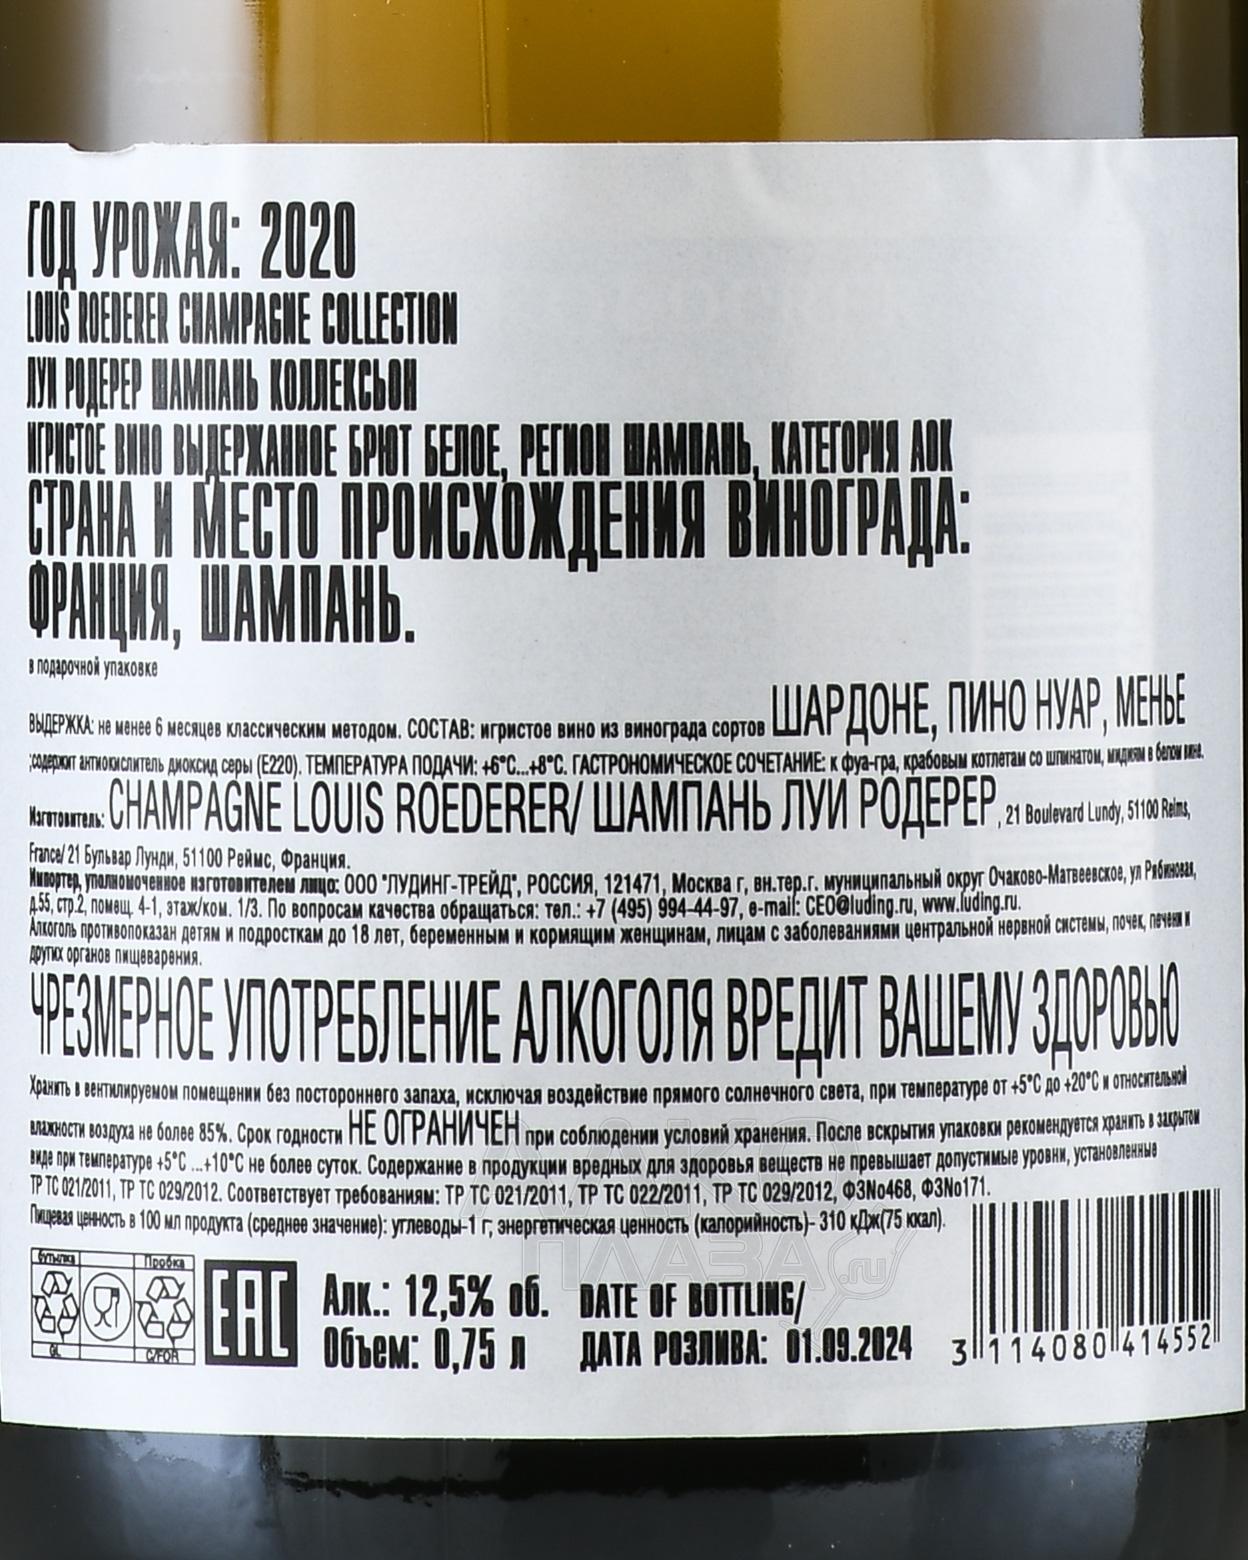 ГОД УРОЖАЯ: 2020
LOUIS ROEDERER CHAMPAGNE COLLECTION
ЛУИ РОДЕРЕР ШАМПАНЬ КОЛЛЕКСЬОН
ИГРИСТОЕ ВИНО ВЫДЕРЖАННОЕ БРЮТ БЕЛОЕ, РЕГИОН ШАМПАНЬ, КАТЕГОРИЯ АОК
СТРАНА И МЕСТО ПРОИСХОЖДЕНИЯ ВИНОГРАДА:
ФРАНЦИЯ, ШАМПАНЬ.
в подарочной упаковке
ВЫДЕРЖКА: не менее 6 месяцев классическим методом. СОСТАВ: игристое вино из винограда сортов ШАРДОНЕ, ПИНО НУАР, МЕНЬЕ
;содержит антиокислитель диоксид серы (Е220). ТЕМПЕРАТУРА ПОДАЧИ: +6°С...+8°С. ГАСТРОНОМИЧЕСКОЕ СОЧЕТАНИЕ: к фуа-гра, крабовым котлетам со шпинатом, мидиям в белом вине.
Изготовитель: CHAMPAGNE LOUIS ROEDERER/ ШАМПАНЬ ЛУИ РОДЕРЕР, 21 Boulevard Lundy, 51100 Reims,
France/ 21 Бульвар Лунди, 51100 Реймс, Франция.
Импортер, уполномоченное изготовителем лицо: ООО "ЛУДИНГ-ТРЕЙД", РОССИЯ, 121471, Москва г, вн.тер.г. муниципальный округ Очаково-Матвеевское, ул Рябиновая,
д.55, стр.2, помещ. 4-1, этаж/ком. 1/3. По вопросам качества обращаться: тел.: +7 (495) 994-44-97, e-mail: CEO@luding.ru, www.luding.ru.
Алкоголь противопоказан детям и подросткам до 18 лет, беременным и кормящим женщинам, лицам с заболеваниями центральной нервной системы, почек, печени и
других органов пищеварения.
ЧРЕЗМЕРНОЕ УПОТРЕБЛЕНИЕ АЛКОГОЛЯ ВРЕДИТ ВАШЕМУ ЗДОРОВЬЮ
Хранить в вентилируемом помещении без постороннего запаха, исключая воздействие прямого солнечного света, при температуре от +5°С до +20°С и относительной
влажности воздуха не более 85%. Срок годности НЕ ОГРАНИЧЕН при соблюдении условий хранения. После вскрытия упаковки рекомендуется хранить в закрытом
виде при температуре +5°С ...+10°С не более суток. Содержание в продукции вредных для здоровья веществ не превышает допустимые уровни, установленные
ТР ТС 021/2011, ТР ТС 029/2012. Соответствует требованиям: ТР ТС 021/2011, ТР ТС 022/2011, ТР ТС 029/2012, ФЗNo468, ФЗNo171.
Пищевая ценность в 100 мл продукта (среднее значение): углеводы-1 г; энергетическая ценность (калорийность)- 310 кДж(75 ккал).
бутылка Пробка
GL C/FOR
EAC
Алк.: 12,5% об.
Объем: 0,75 л
DATE OF BOTTLING/
ДАТА РОЗЛИВА: 01.09.2024
3 114080 414552
АЛКО
ПЛАЗА .ru